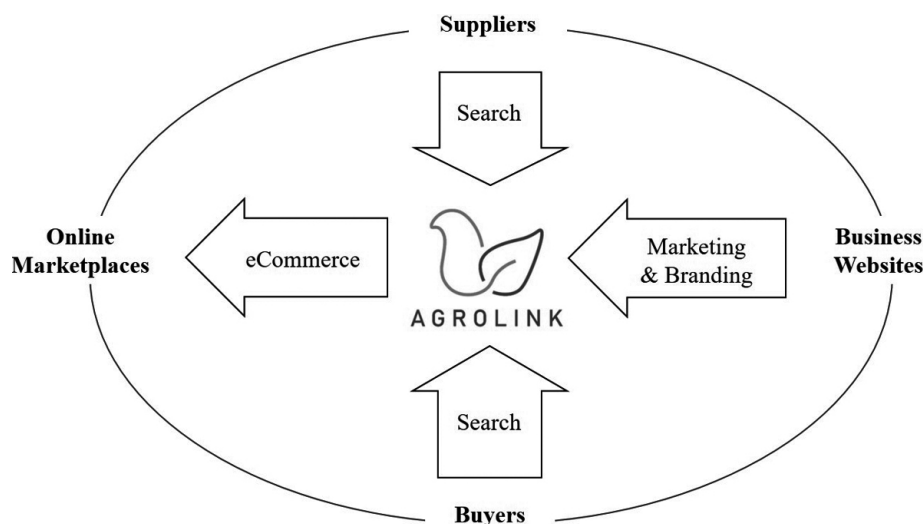 Suppliers
Search
Online
Marketplaces
eCommerce
AGROLINK
Marketing
& Branding
Business
Websites
Search
Buyers